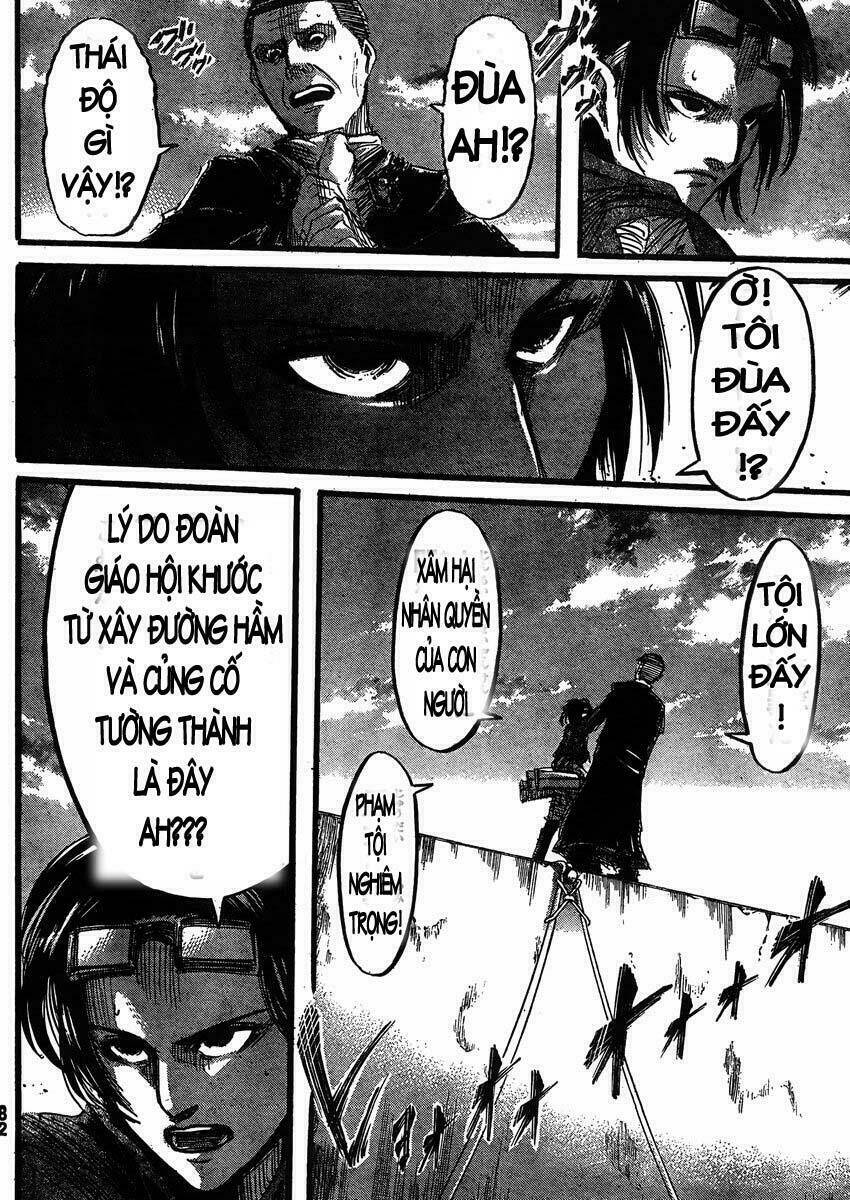 THÁI
ĐỘ
GÌ
VẬY!?
ĐÙA
AH!?
Ờ!
TÔI
ĐÙA
ĐẤY
!?
LÝ DO ĐOÀN
GIÁO HỘI KHƯỚC
TỪ XÂY ĐƯỜNG HẦM
VÀ CỦNG CỐ
TƯỜNG THÀNH
LÀ ĐÂY
AH???
XÂM HẠI
NHÂN QUYỀN
CỦA CON
NGƯỜI.
TỘI
LỚN
ĐẤY
!
PHẠM
TỘI
NGHIÊM
TRỌNG!
82